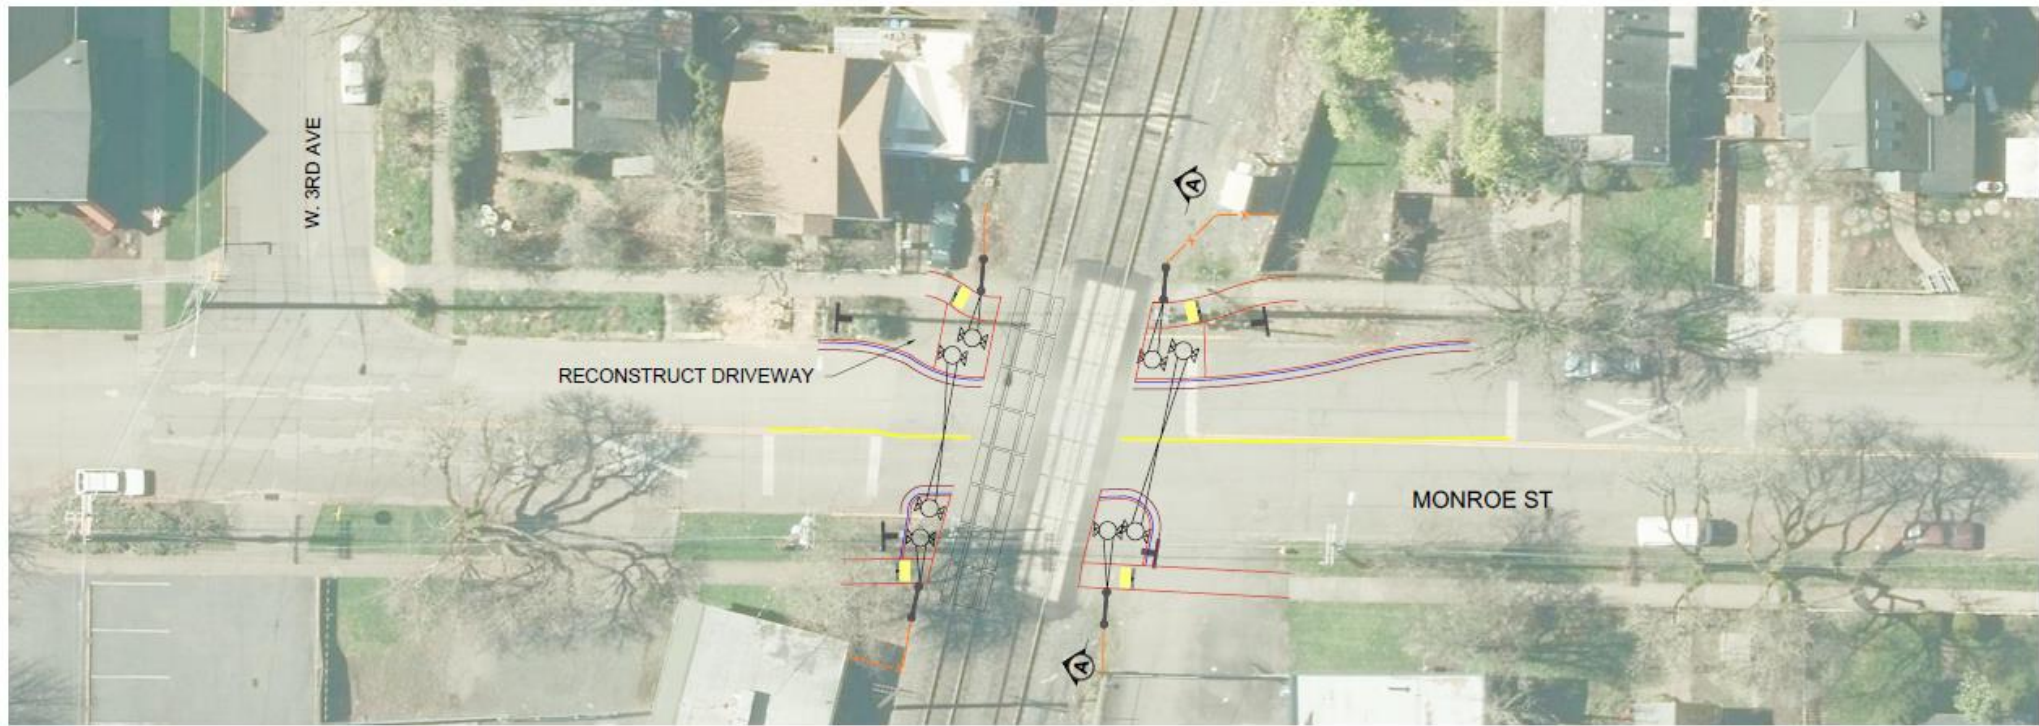 W. 3RD AVE
A
RECONSTRUCT DRIVEWAY
MONROE ST
A